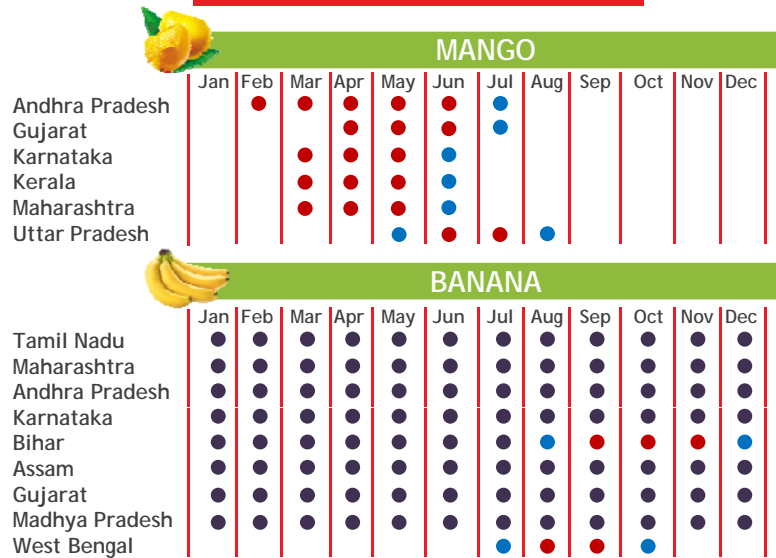 MANGO
Jan Feb Mar Apr May Jun Jul Aug Sep Oct Nov Dec
Andhra Pradesh
Gujarat
Karnataka
Kerala
Maharashtra
Uttar Pradesh
BANANA
Jan Feb Mar Apr May Jun Jul Aug Sep Oct Nov Dec
Tamil Nadu
Maharashtra
Andhra Pradesh
Karnataka
Bihar
Assam
Gujarat
Madhya Pradesh
West Bengal